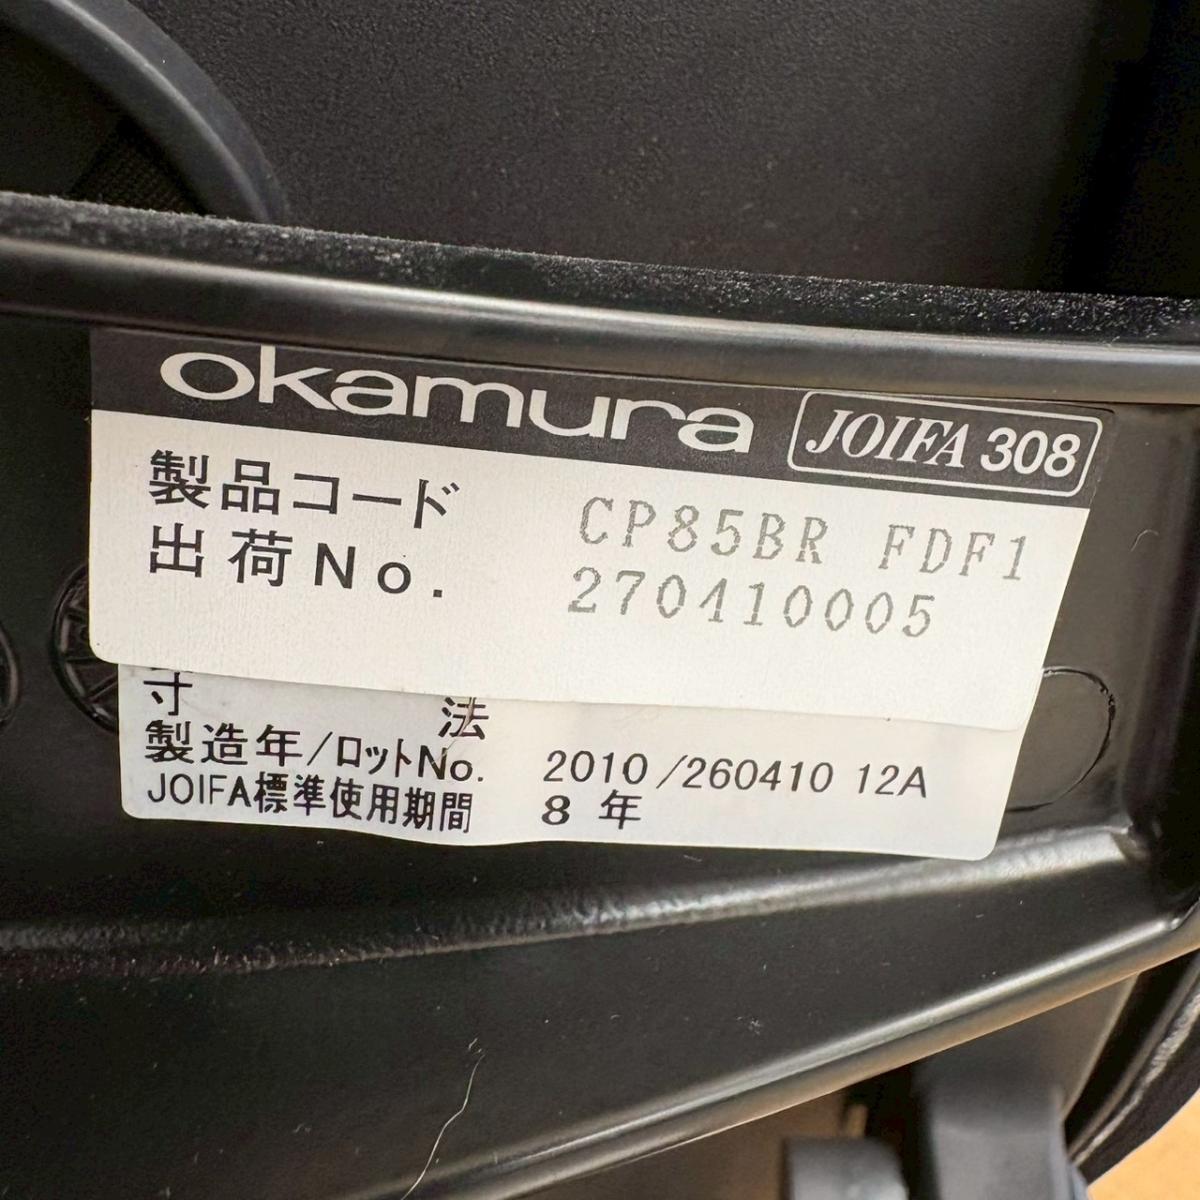 okamura JOIFA 308
製品コード CP85BR FDF1
出荷No. 270410005
寸法
製造年/ロットNo. 2010/260410 12A
JOIFA標準使用期間 8年